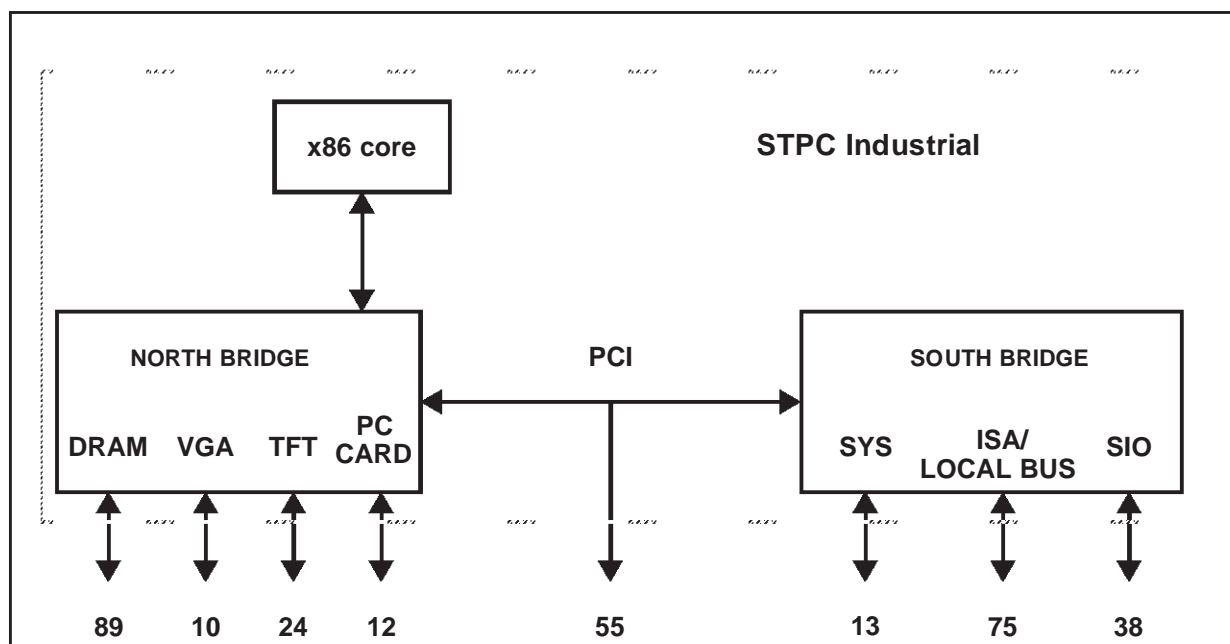 x86 core
STPC Industrial
NORTH BRIDGE
PCI
SOUTH BRIDGE
DRAM
VGA
TFT
PC
CARD
SYS
ISA/
LOCAL BUS
SIO
89
10
24
12
55
13
75
38